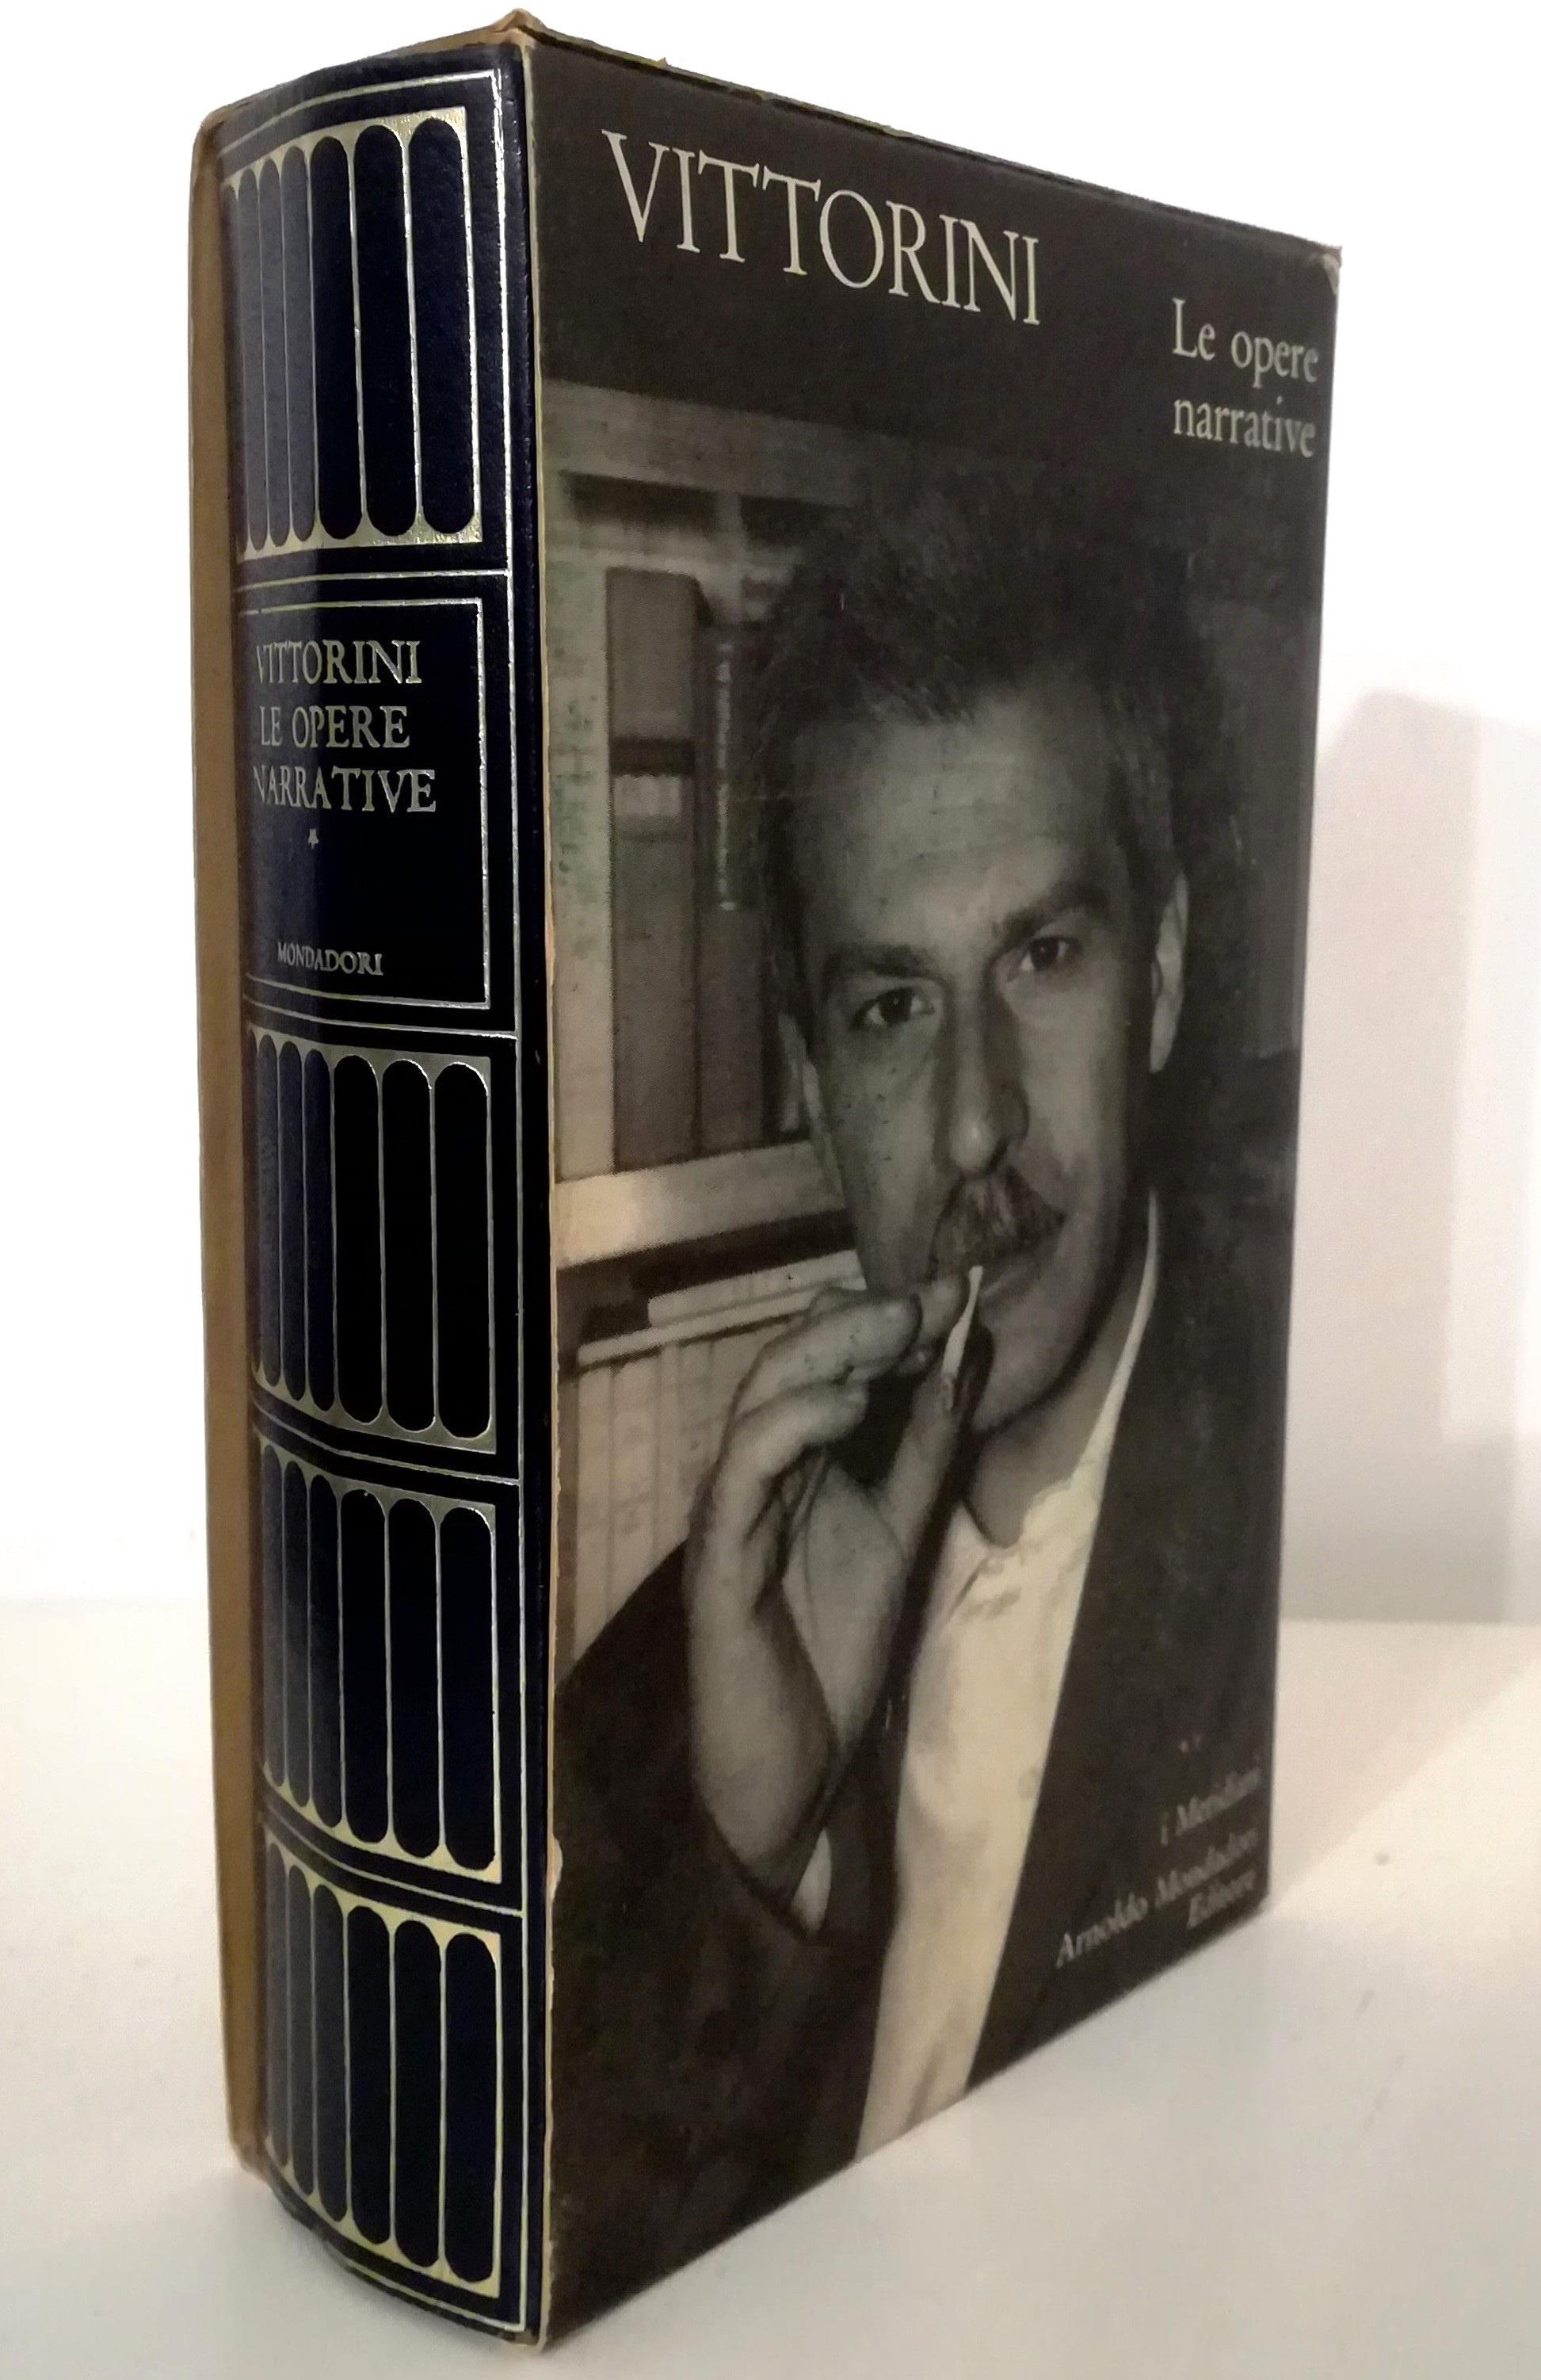 VITTORINI
LE OPERE
NARRATIVE
*
MONDADORI
VITTORINI
Le opere
narrative
i Meridiani
Arnoldo Mondadori
Editore